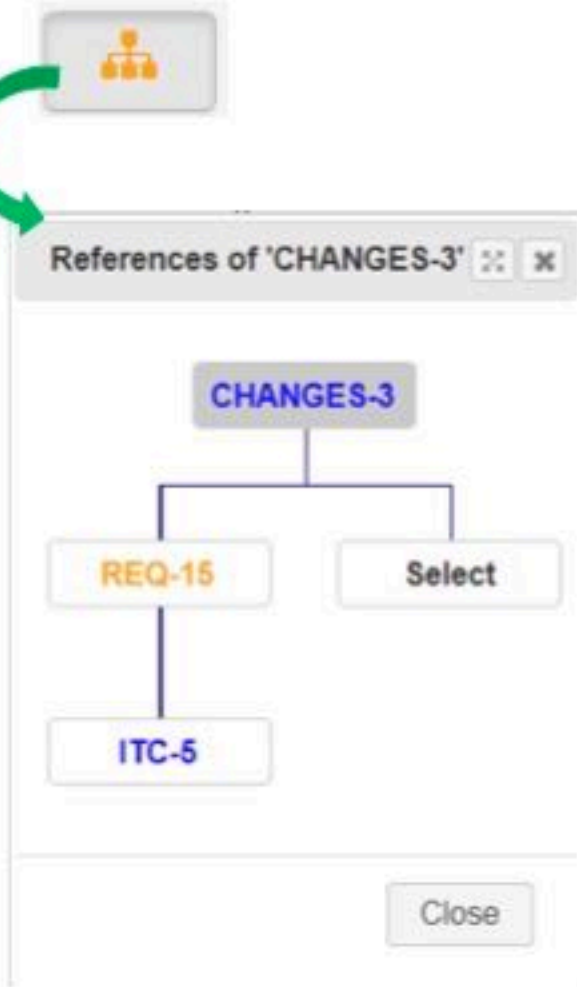 References of 'CHANGES-3'
CHANGES-3
REQ-15
Select
ITC-5
Close